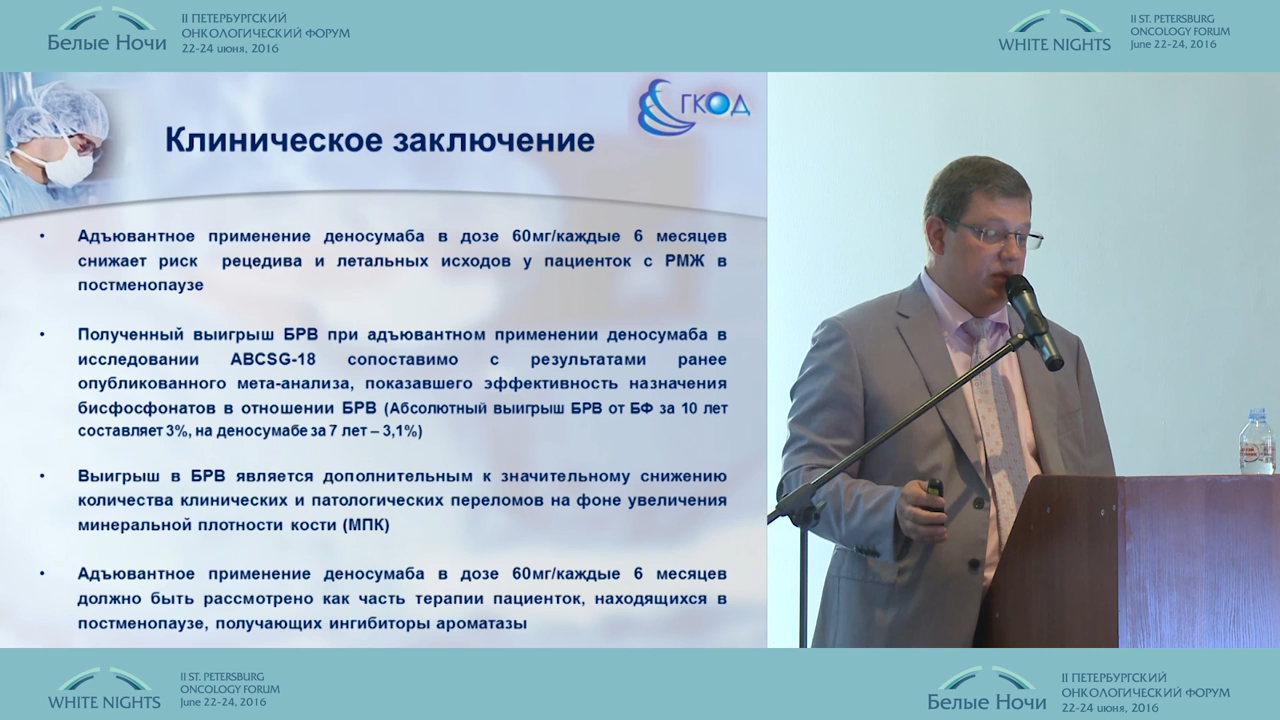 Белые Ночи
II ПЕТЕРБУРГСКИЙ
ОНКОЛОГИЧЕСКИЙ ФОРУМ
22-24 июня, 2016
WHITE NIGHTS
II ST. PETERSBURG
ONCOLOGY FORUM
June 22-24, 2016
ГКОД
Клиническое заключение
• Адъювантное применение деносумаба в дозе 60мг/каждые 6 месяцев
снижает риск рецедива и летальных исходов у пациенток с РМЖ в
постменопаузе
• Полученный выигрыш БРВ при адъювантном применении деносумаба в
исследовании ABCSG-18 сопоставимо с результатами ранее
опубликованного мета-анализа, показавшего эффективность назначения
бисфосфонатов в отношении БРВ (Абсолютный выигрыш БРВ от БФ за 10 лет
составляет 3%, на деносумабе за 7 лет – 3,1%)
• Выигрыш в БРВ является дополнительным к значительному снижению
количества клинических и патологических переломов на фоне увеличения
минеральной плотности кости (МПК)
• Адъювантное применение деносумаба в дозе 60мг/каждые 6 месяцев
должно быть рассмотрено как часть терапии пациенток, находящихся в
постменопаузе, получающих ингибиторы ароматазы
WHITE NIGHTS
II ST. PETERSBURG
ONCOLOGY FORUM
June 22-24, 2016
Белые Ночи
II ПЕТЕРБУРГСКИЙ
ОНКОЛОГИЧЕСКИЙ ФОРУМ
22-24 июня, 2016